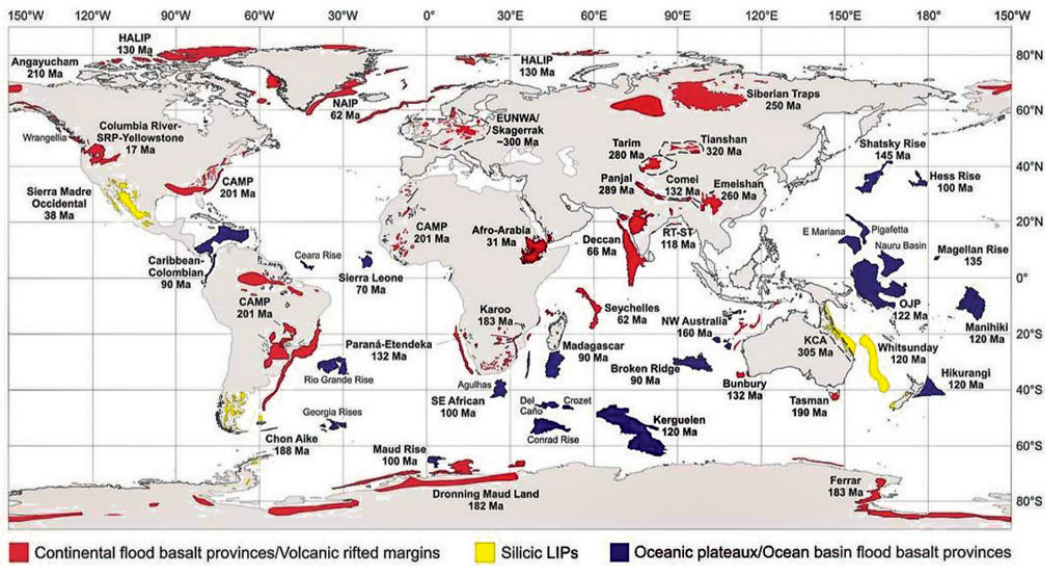 150°W 120°W 90°W 60°W 30°W 0° 30°E 60°E 90°E 120°E 150°E 180° 150°W
HALIP
130 Ma
HALIP
130 Ma
80°N
Angayucham
210 Ma
NAIP
62 Ma
Siberian Traps
250 Ma
60°N
Columbia River-
SRP-Yellowstone
17 Ma
Wrangellia
EUNWA/
Skagerrak
~300 Ma
Tianshan
320 Ma
Tarim
280 Ma
Shatsky Rise
145 Ma
40°N
Sierra Madre
Occidental
38 Ma
CAMP
201 Ma
Panjal
289 Ma
Comei
132 Ma
Emeishan
260 Ma
Hess Rise
100 Ma
CAMP
201 Ma
Afro-Arabia
31 Ma
Deccan
66 Ma
RT-ST
118 Ma
20°N
E Mariana
Pigafetta
Nauru Basin
Magellan Rise
135
Caribbean-
Colombian
90 Ma
Ceara Rise
Sierra Leone
70 Ma
0°
CAMP
201 Ma
Karoo
183 Ma
Seychelles
62 Ma
NW Australia
160 Ma
OJP
122 Ma
Manihiki
120 Ma
20°S
Paraná-Etendeka
132 Ma
Madagascar
90 Ma
KCA
305 Ma
Whitsunday
120 Ma
Rio Grande Rise
Agulhas
SE African
100 Ma
Broken Ridge
90 Ma
Bunbury
132 Ma
Tasman
190 Ma
Hikurangi
120 Ma
40°S
Georgia Rises
Del
Caño
Crozet
Conrad Rise
Kerguelen
120 Ma
Chon Aike
188 Ma
Maud Rise
100 Ma
60°S
Dronning Maud Land
182 Ma
Ferrar
183 Ma
80°S
Continental flood basalt provinces/Volcanic rifted margins
Silicic LIPs
Oceanic plateaux/Ocean basin flood basalt provinces